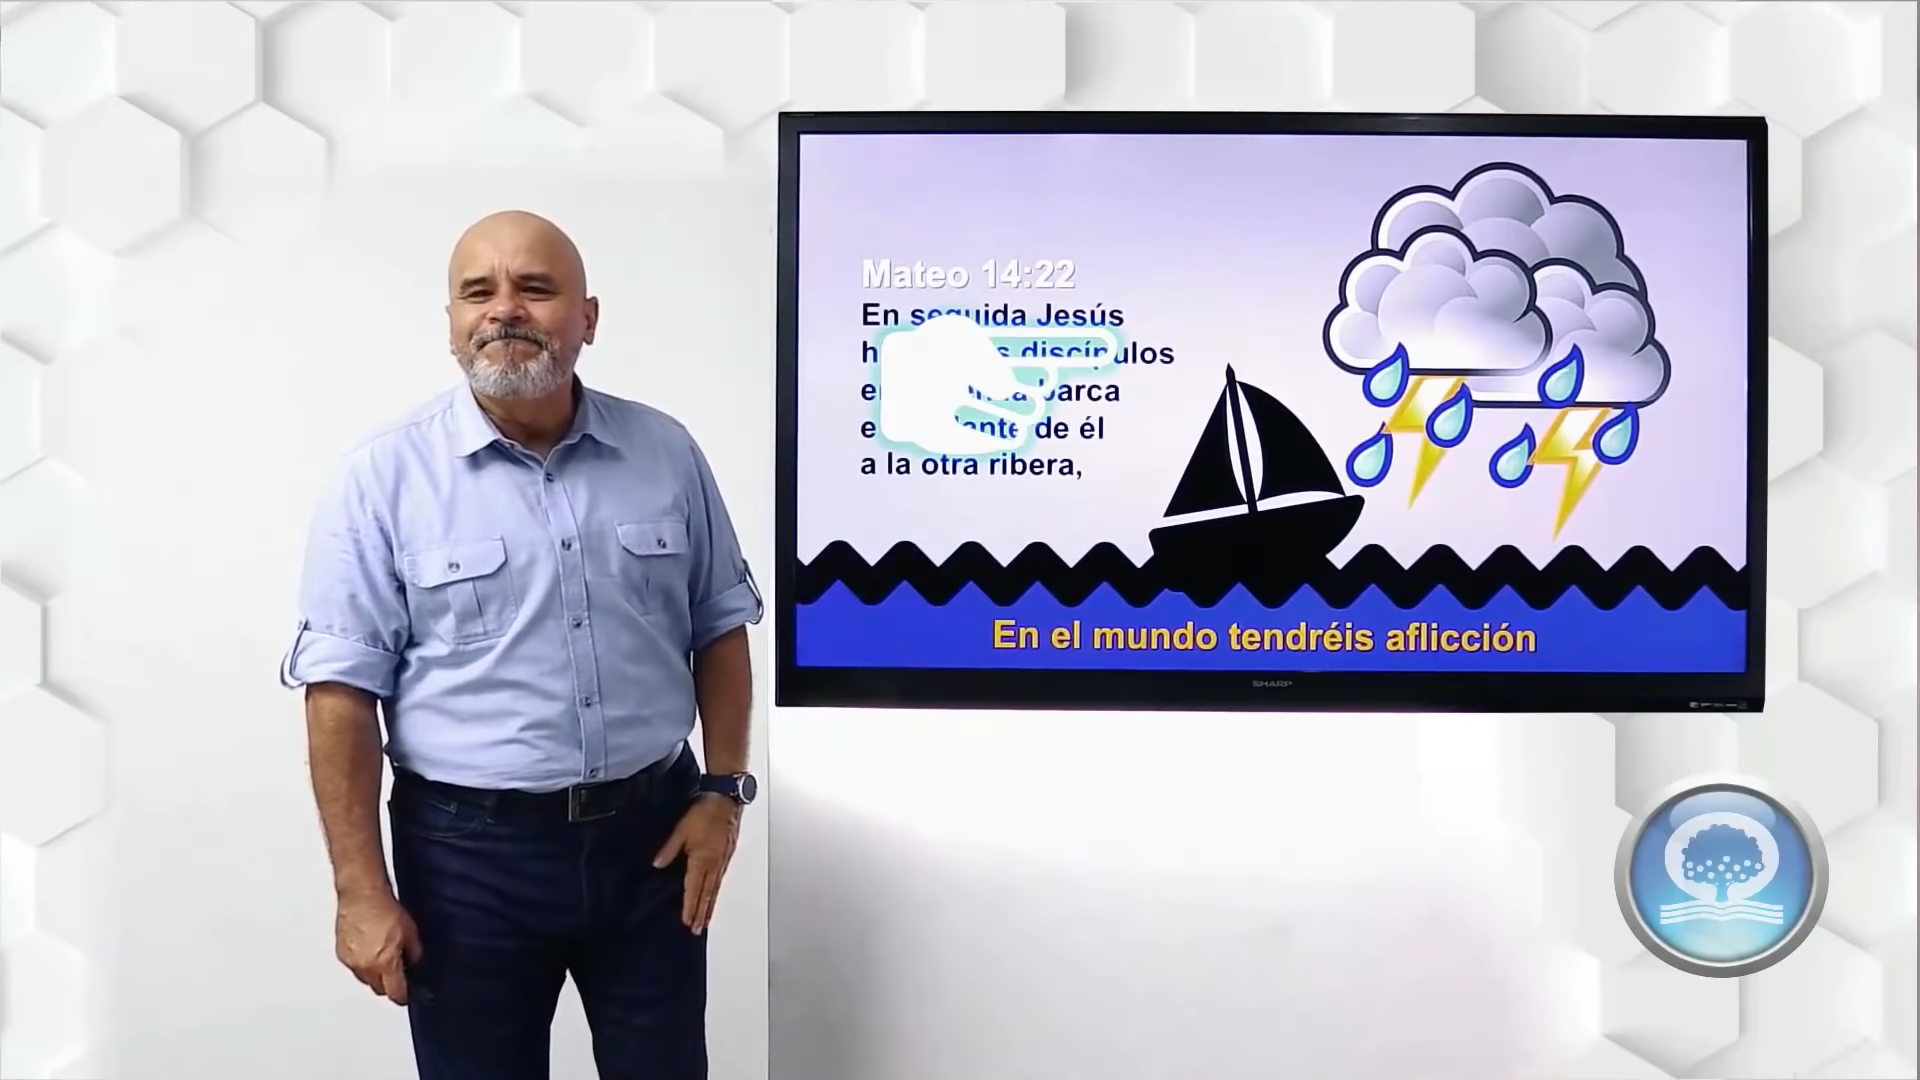 Mateo 14:22
En seguida Jesús
discípulos
barca
de él
a la otra ribera,
En el mundo tendréis aflicción
SHARP